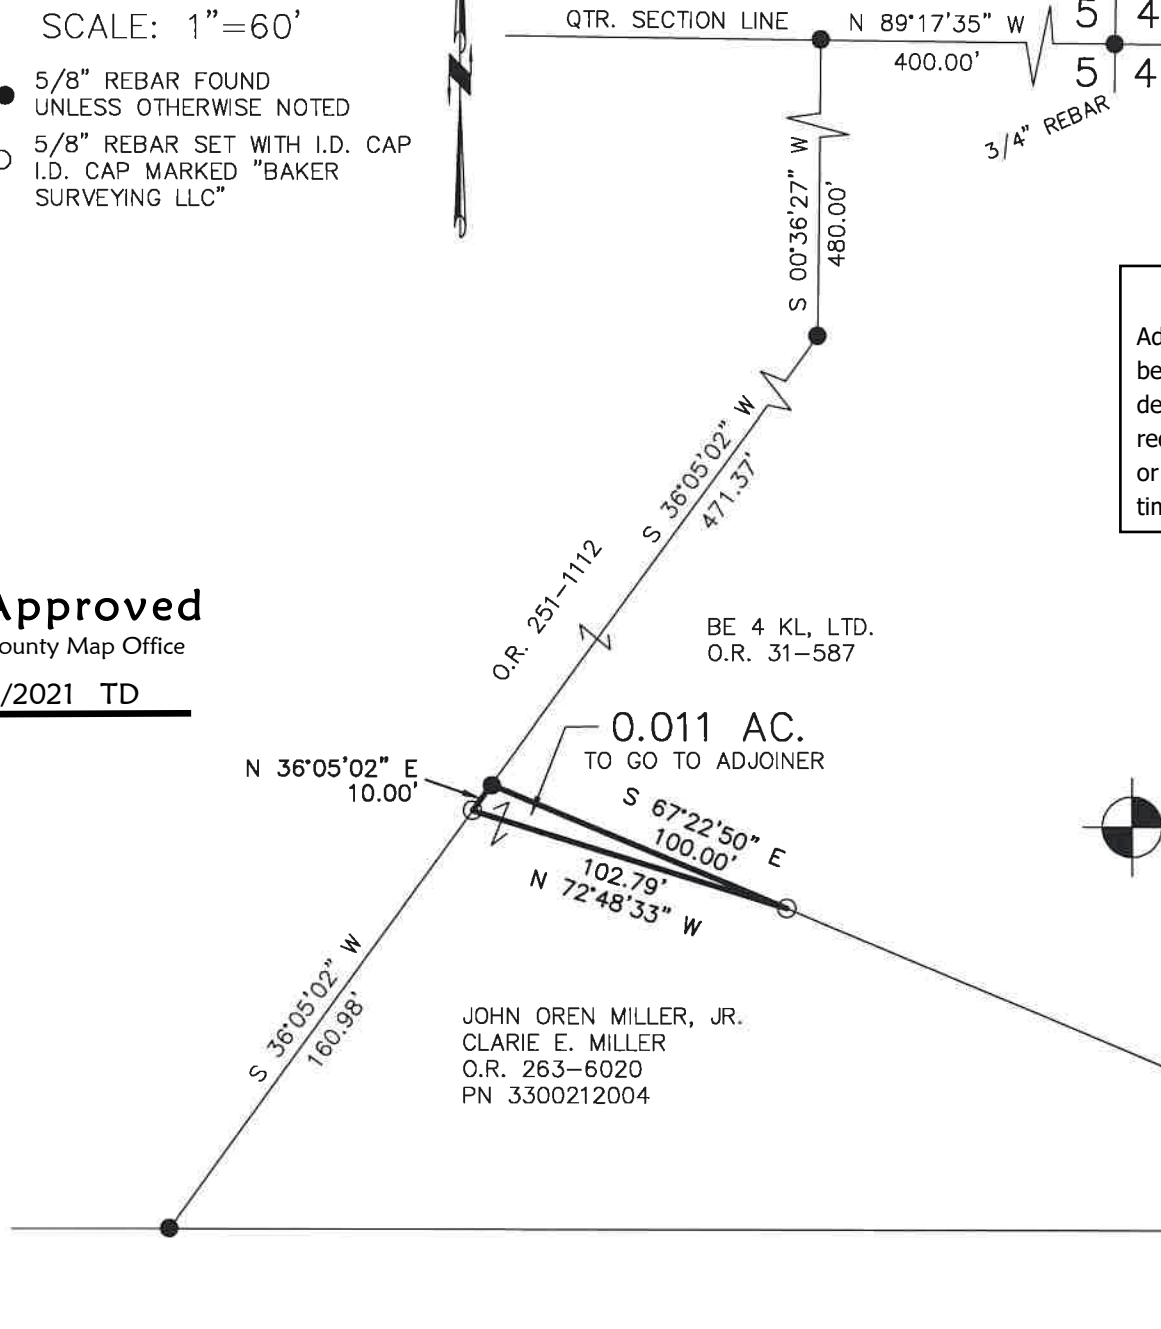 SCALE: 1"=60'
5/8" REBAR FOUND
UNLESS OTHERWISE NOTED
5/8" REBAR SET WITH I.D. CAP
I.D. CAP MARKED "BAKER
SURVEYING LLC"
QTR. SECTION LINE
N 89°17'35" W
400.00'
5 4
5 4
3/4" REBAR
S 00°36'27" W
480.00'
S 36°05'02" W
471.37'
O.R. 251-1112
BE 4 KL, LTD.
O.R. 31-587
Approved
ounty Map Office
/2021 TD
0.011 AC.
TO GO TO ADJOINER
N 36°05'02" E
10.00'
S 67°22'50" E
100.00'
102.79'
N 72°48'33" W
S 36°05'02" W
160.98'
JOHN OREN MILLER, JR.
CLARIE E. MILLER
O.R. 263-6020
PN 3300212004
Ad
be
de
or
tin